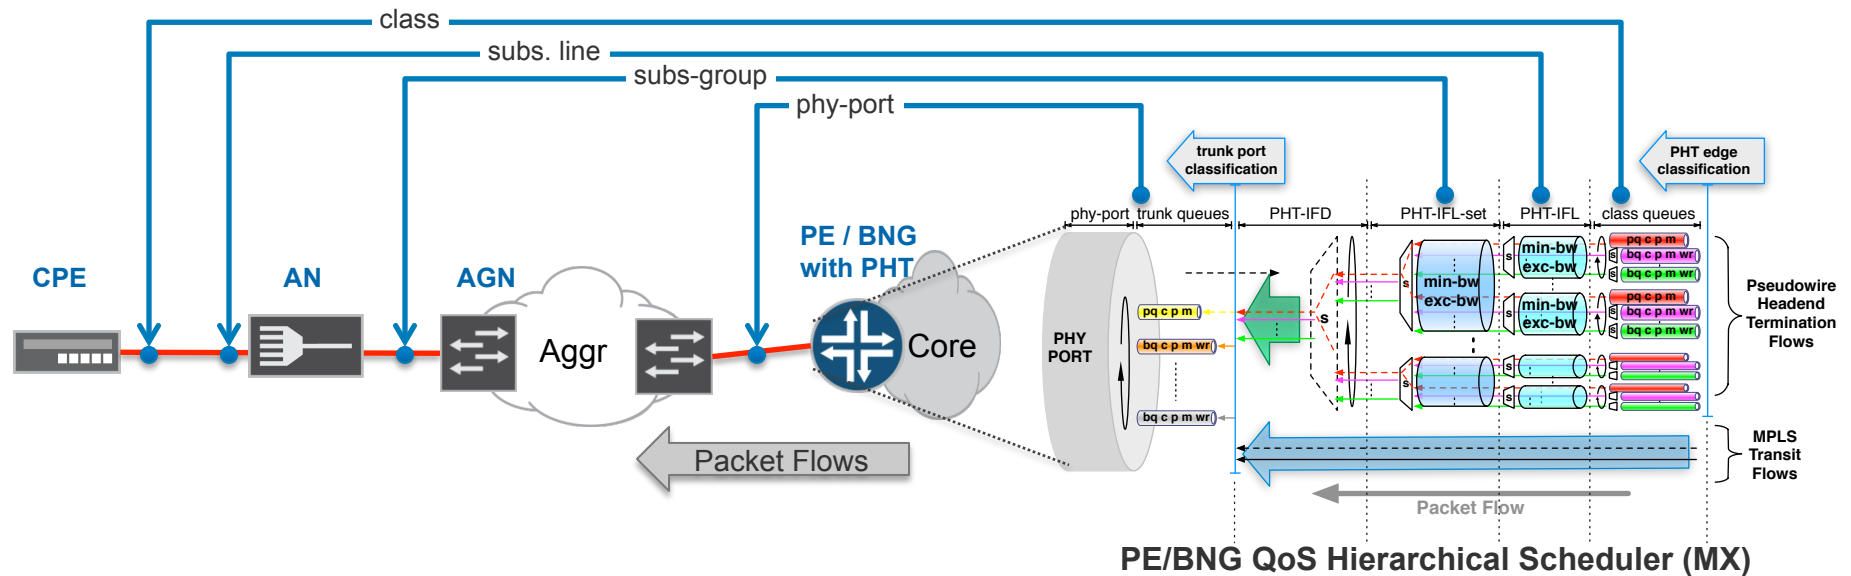 class
subs. line
subs-group
phy-port
trunk port
classification
PHT edge
classification
phy-port
trunk queues
PHT-IFD
PHT-IFL-set
PHT-IFL
class queues
CPE
AN
AGN
PE / BNG
with PHT
Aggr
Core
PHY
PORT
pq c p m
bq c p m wr
bq c p m wr
s
s
s
min-bw
exc-bw
s
min-bw
exc-bw
s
min-bw
exc-bw
s
s
pq c p m
s
bq c p m wr
s
bq c p m wr
pq c p m
s
bq c p m wr
s
bq c p m wr
Pseudowire
Headend
Termination
Flows
MPLS
Transit
Flows
Packet Flows
Packet Flow
PE/BNG QoS Hierarchical Scheduler (MX)